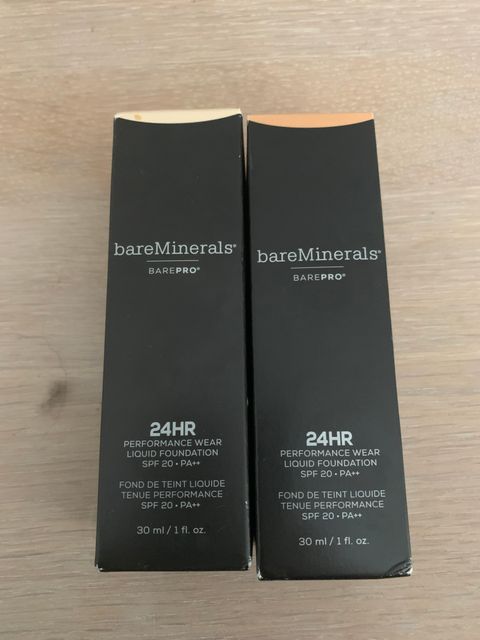 bareMinerals®
BAREPRO®
24HR
PERFORMANCE WEAR
LIQUID FOUNDATION
SPF 20 • PA++
FOND DE TEINT LIQUIDE
TENUE PERFORMANCE
SPF 20 • PA++
30 ml / 1 fl. oz.
bareMinerals®
BAREPRO®
24HR
PERFORMANCE WEAR
LIQUID FOUNDATION
SPF 20 • PA++
FOND DE TEINT LIQUIDE
TENUE PERFORMANCE
SPF 20 • PA++
30 ml / 1 fl. oz.